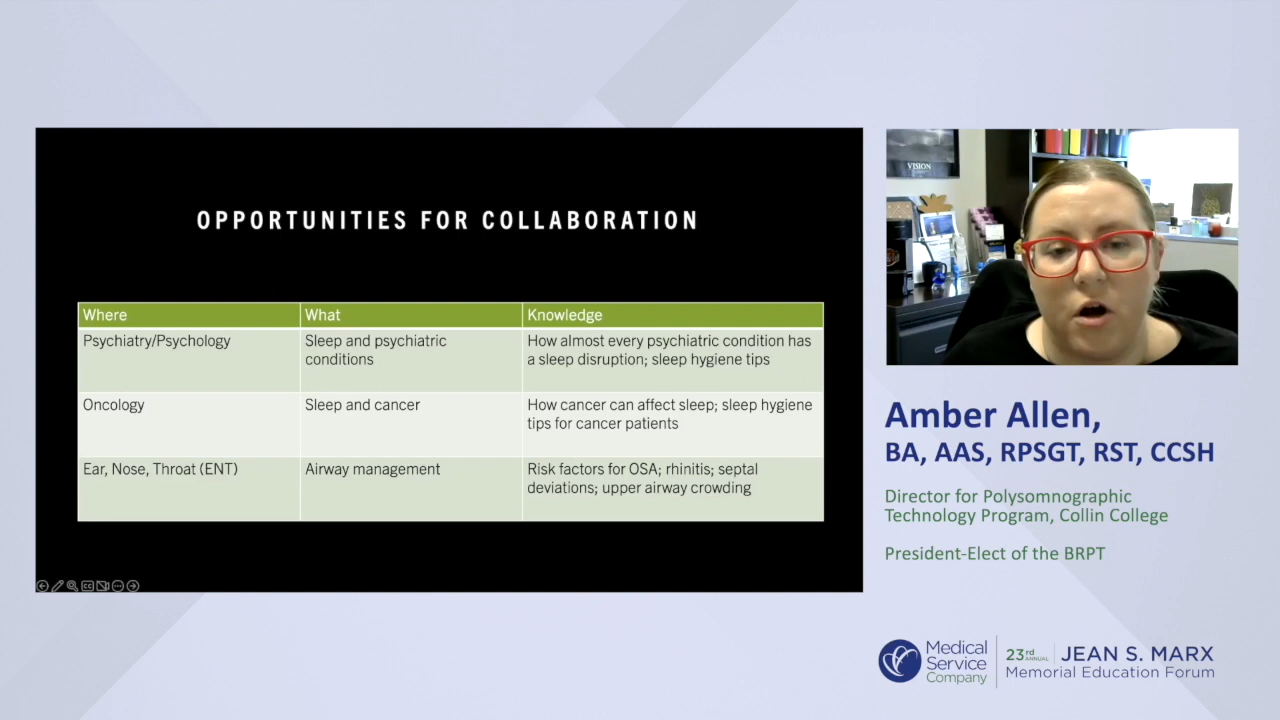 OPPORTUNITIES FOR COLLABORATION
Where
What
Knowledge
Psychiatry/Psychology
Sleep and psychiatric
conditions
How almost every psychiatric condition has
a sleep disruption; sleep hygiene tips
Oncology
Sleep and cancer
How cancer can affect sleep; sleep hygiene
tips for cancer patients
Ear, Nose, Throat (ENT)
Airway management
Risk factors for OSA; rhinitis; septal
deviations; upper airway crowding
VISION
Amber Allen,
BA, AAS, RPSGT, RST, CCSH
Director for Polysomnographic
Technology Program, Collin College
President-Elect of the BRPT
Medical
Service
Company
23rd ANNUAL JEAN S. MARX
Memorial Education Forum